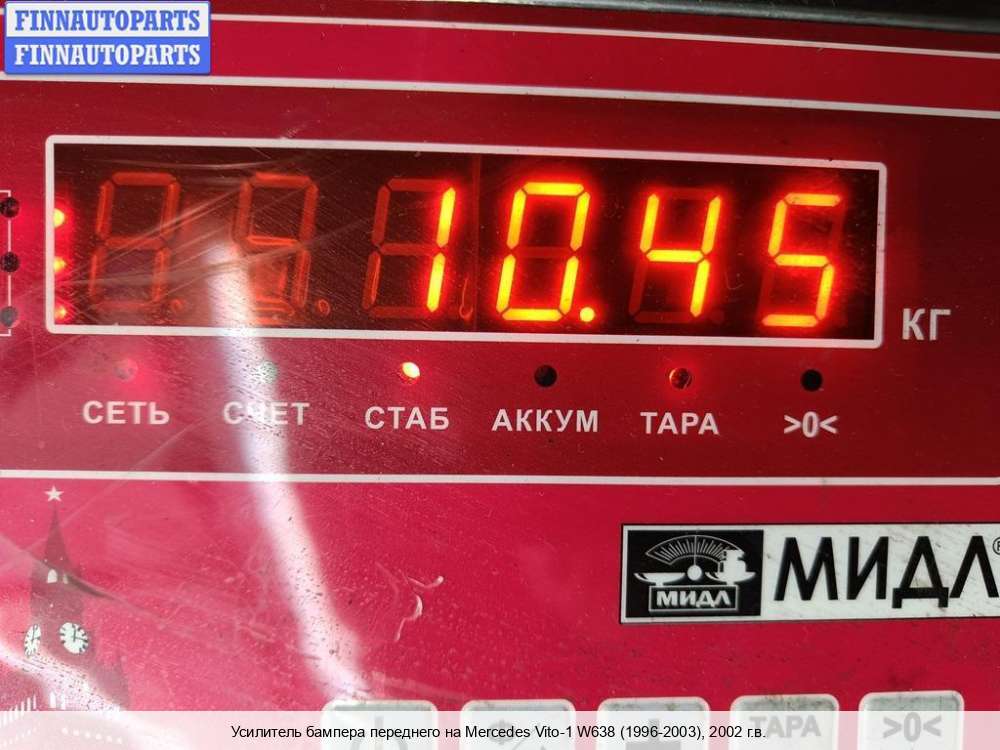 FINNAUTOPARTS
FINNAUTOPARTS
10.45
КГ
СЕТЬ СЧЕТ СТАБ АККУМ ТАРА >0<
МИДЛ МИДЛ®
ТАРА >0<
Усилитель бампера переднего на Mercedes Vito-1 W638 (1996-2003), 2002 г.в.